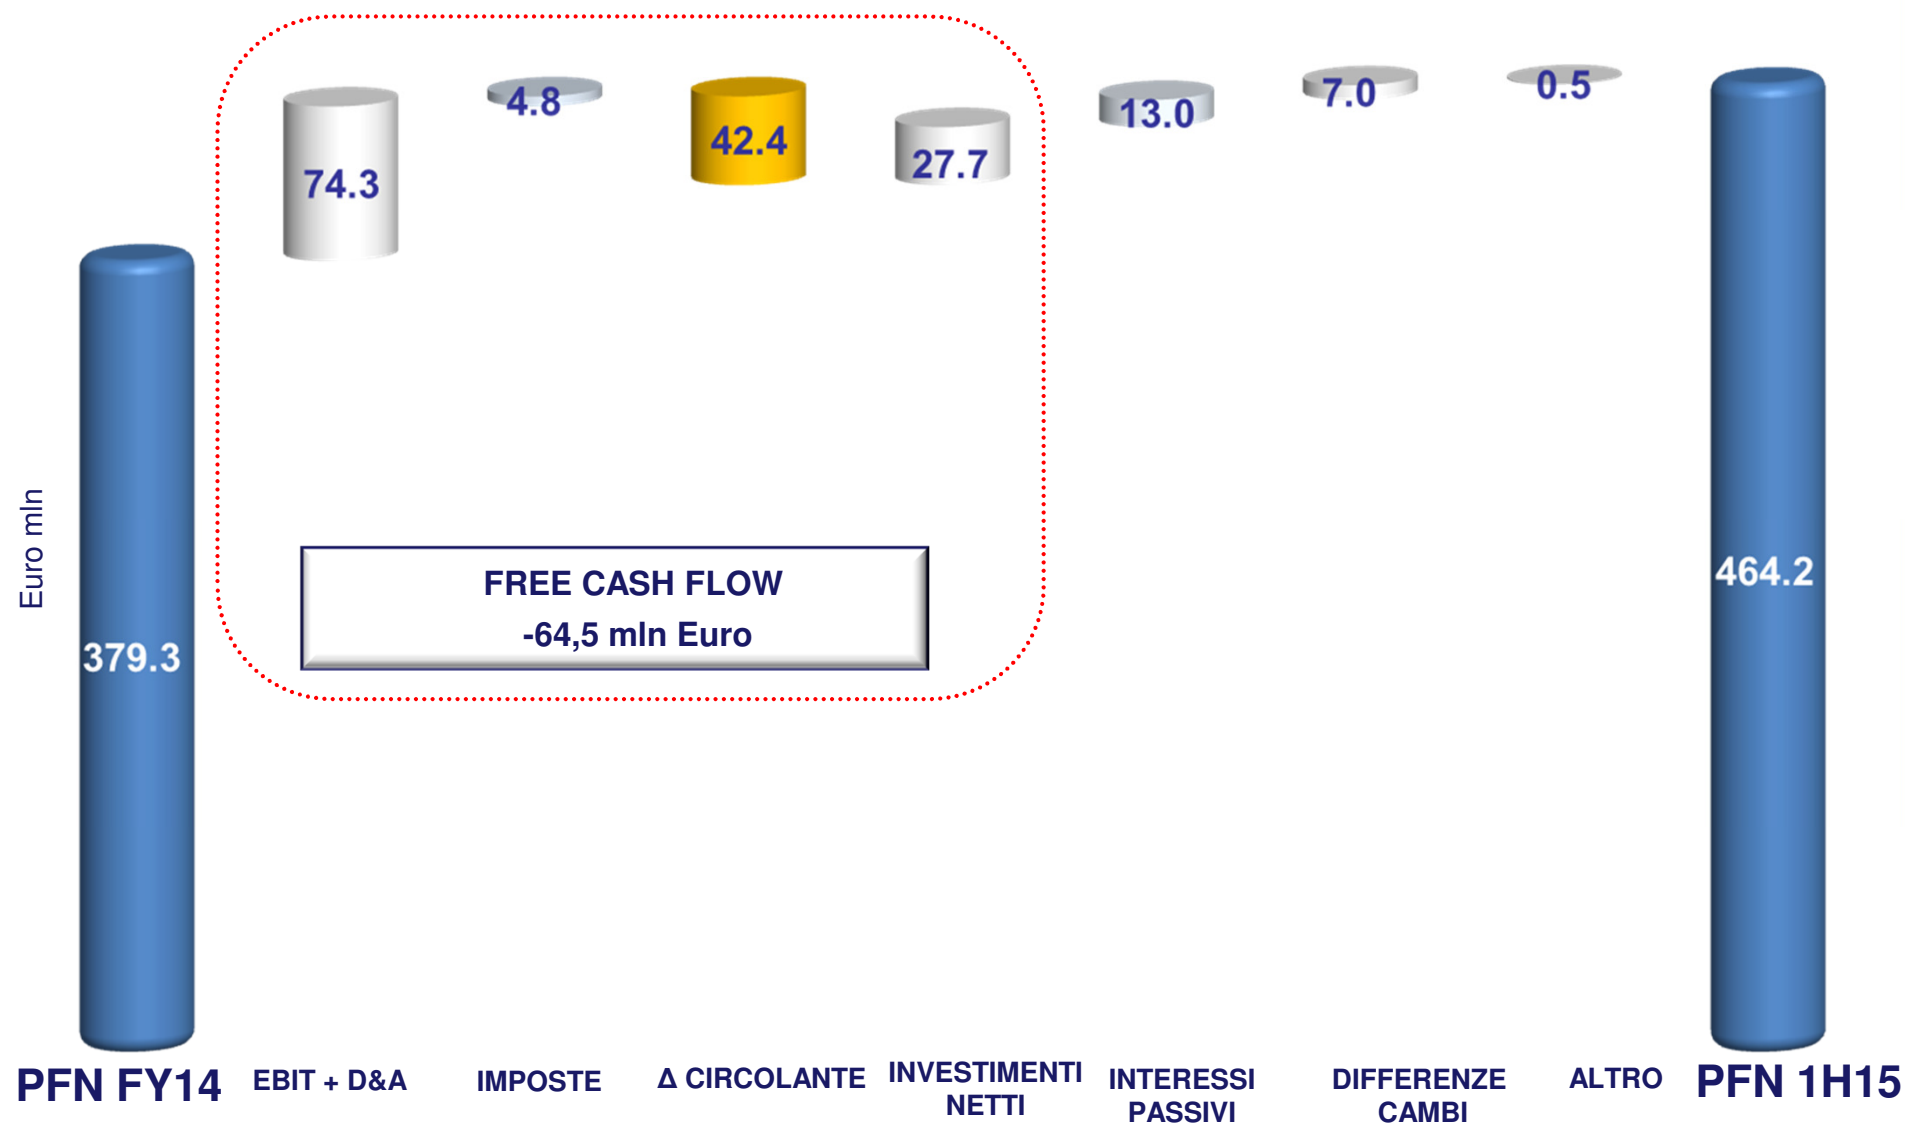 74.3
4.8
42.4
27.7
13.0
7.0
0.5
FREE CASH FLOW
-64,5 mln Euro
Euro mln
379.3
464.2
PFN FY14
EBIT + D&A
IMPOSTE
Δ CIRCOLANTE
INVESTIMENTI
NETTI
INTERESSI
PASSIVI
DIFFERENZE
CAMBI
ALTRO
PFN 1H15